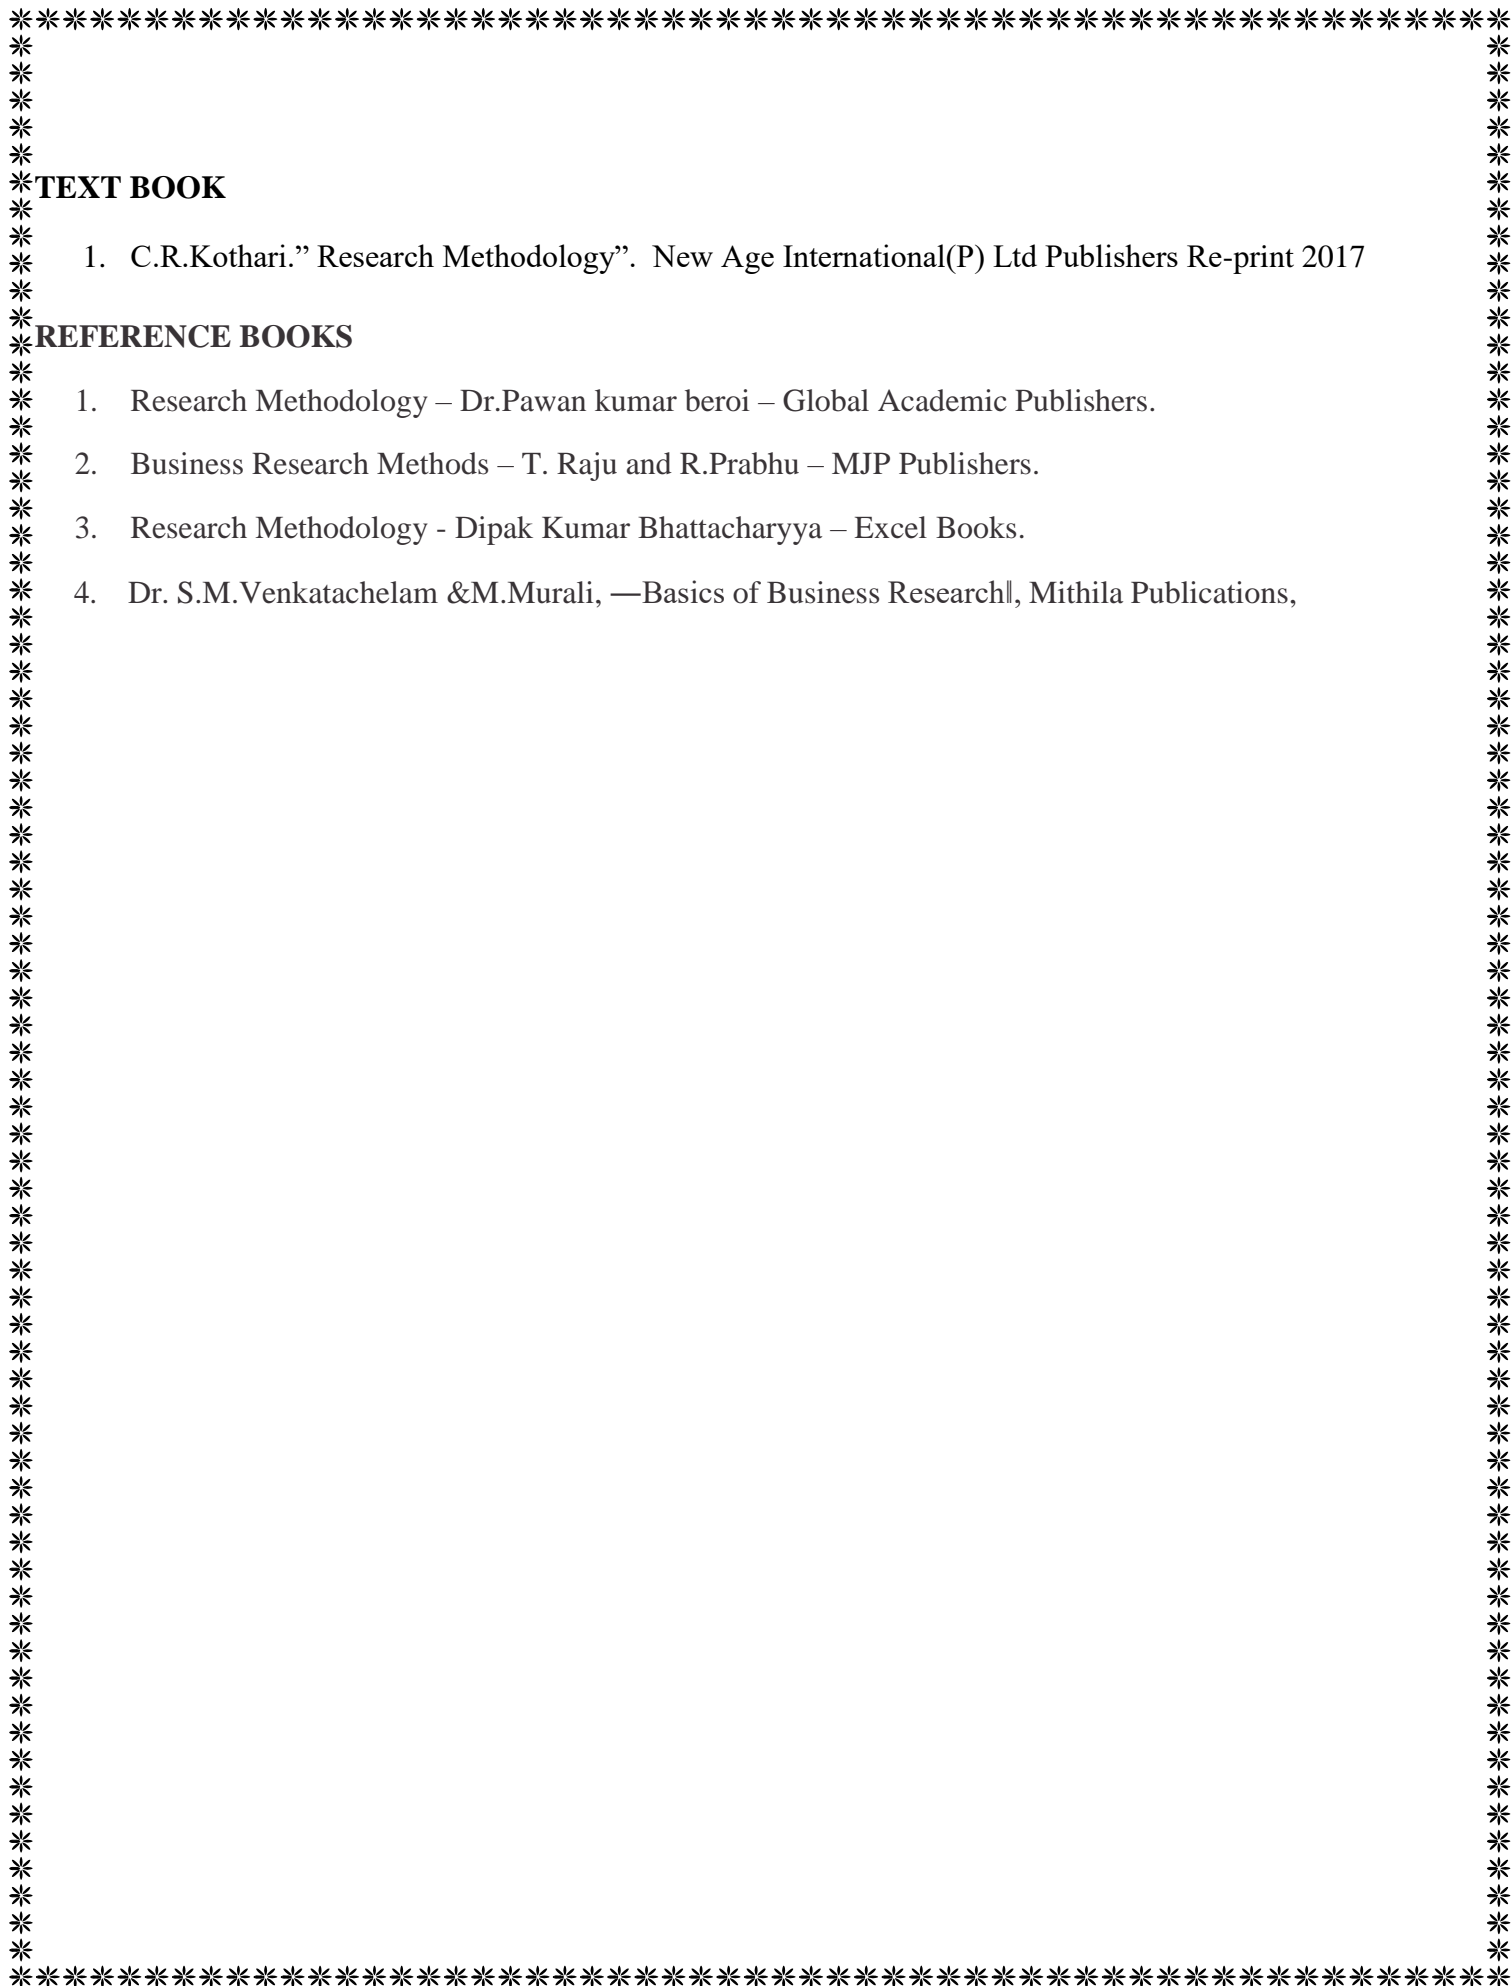 TEXT BOOK
1. C.R.Kothari.” Research Methodology”. New Age International(P) Ltd Publishers Re-print 2017
REFERENCE BOOKS
1. Research Methodology – Dr.Pawan kumar beroi – Global Academic Publishers.
2. Business Research Methods – T. Raju and R.Prabhu – MJP Publishers.
3. Research Methodology - Dipak Kumar Bhattacharyya – Excel Books.
4. Dr. S.M.Venkatachelam &M.Murali, ―Basics of Business Research‖, Mithila Publications,